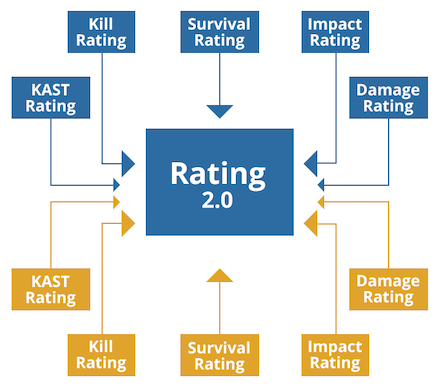 Kill
Rating
Survival
Rating
Impact
Rating
KAST
Rating
Damage
Rating
Rating
2.0
KAST
Rating
Damage
Rating
Kill
Rating
Survival
Rating
Impact
Rating